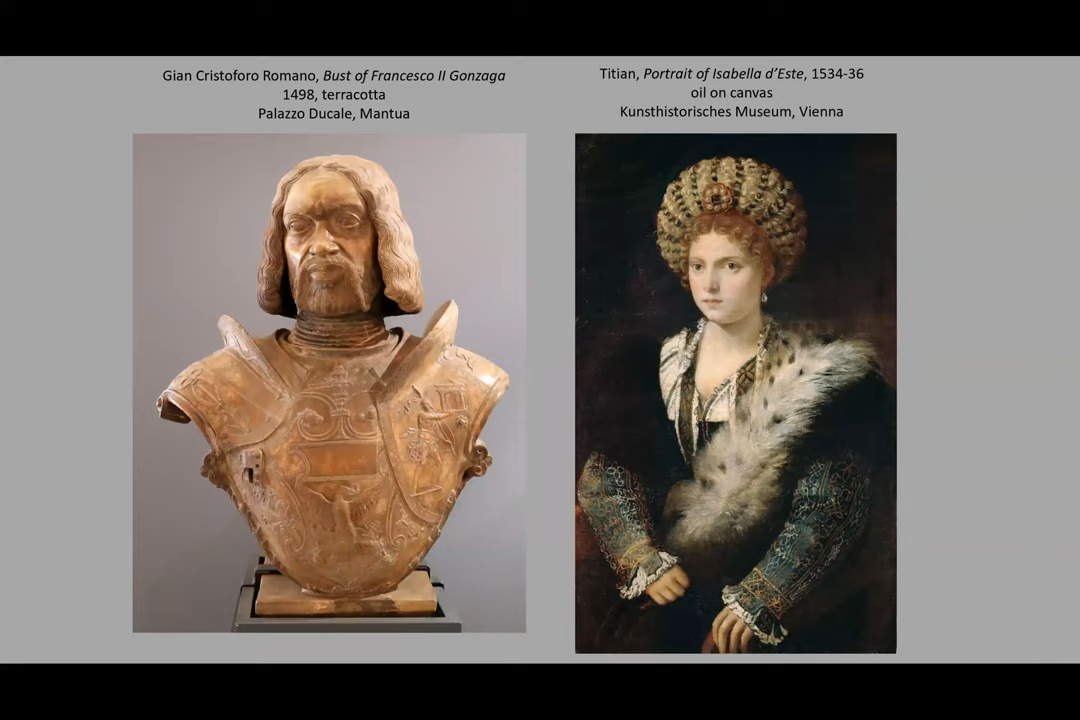 Gian Cristoforo Romano, Bust of Francesco II Gonzaga
1498, terracotta
Palazzo Ducale, Mantua
Titian, Portrait of Isabella d’Este, 1534-36
oil on canvas
Kunsthistorisches Museum, Vienna